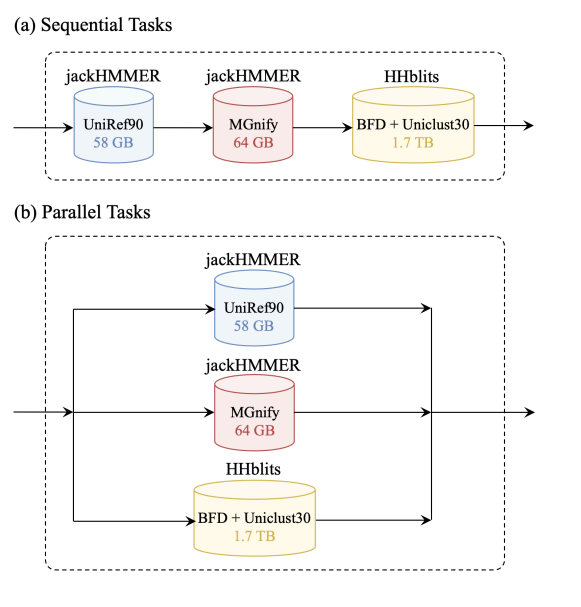 (a) Sequential Tasks
jackHMMER
jackHMMER
HHblits
UniRef90
58 GB
MGnify
64 GB
BFD + Uniclust30
1.7 TB
(b) Parallel Tasks
jackHMMER
UniRef90
58 GB
jackHMMER
MGnify
64 GB
HHblits
BFD + Uniclust30
1.7 TB